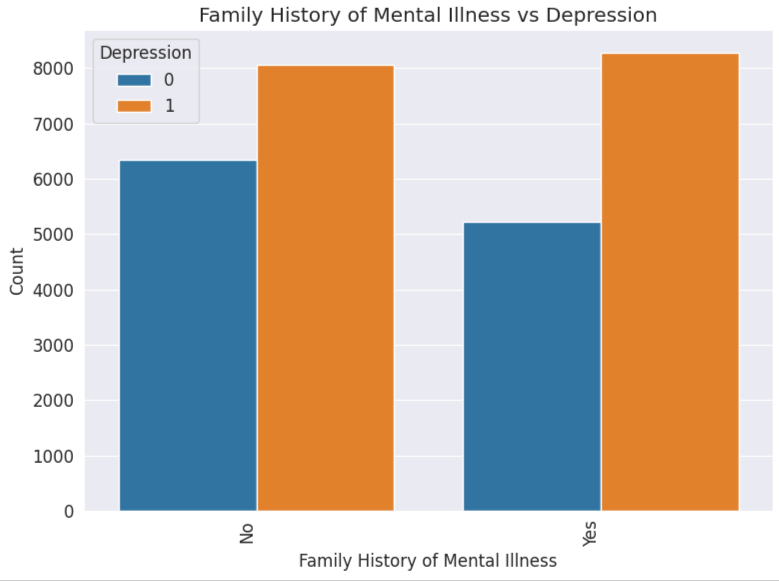 Family History of Mental Illness vs Depression
Depression
0
1
8000
7000
6000
5000
4000
3000
2000
1000
0
Count
No
Yes
Family History of Mental Illness